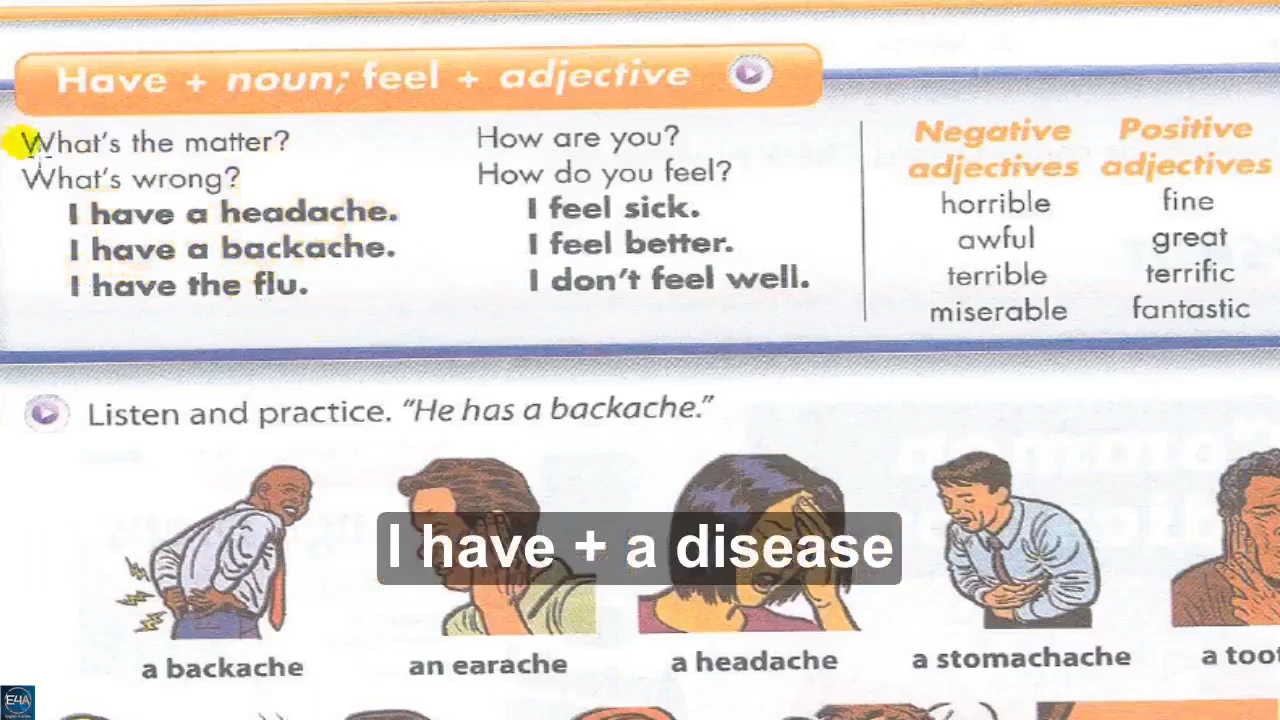 Have + noun; feel + adjective
What's the matter?
What's wrong?
I have a headache.
I have a backache.
I have the flu.
How are you?
How do you feel?
I feel sick.
I feel better.
I don't feel well.
Negative adjectives
horrible
awful
terrible
miserable
Positive adjectives
fine
great
terrific
fantastic
Listen and practice. "He has a backache."
I have + a disease
a backache
an earache
a headache
a stomachache
a toot
E4A